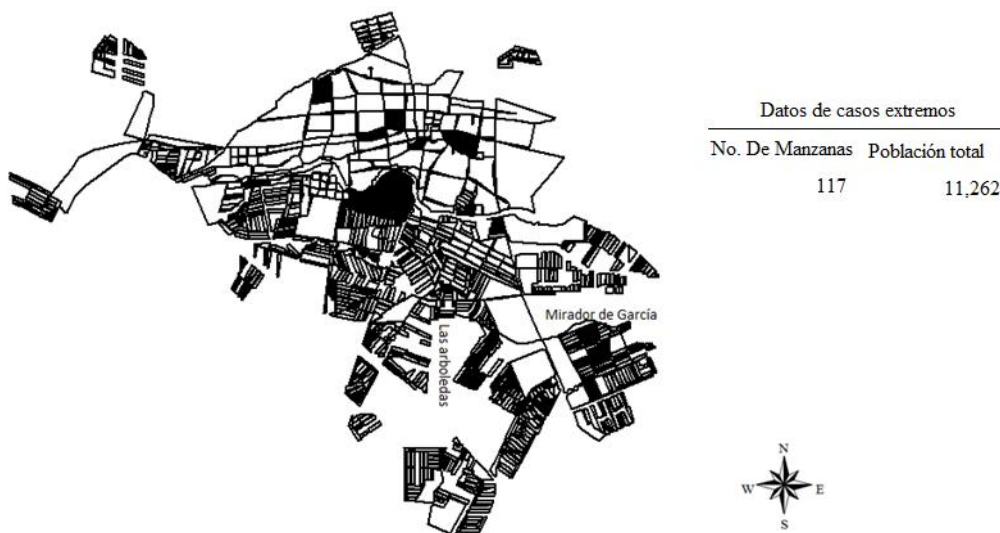 Datos de casos extremos
No. De Manzanas Población total
117 11,262
Mirador de García
Las arboledas
N
W E
S